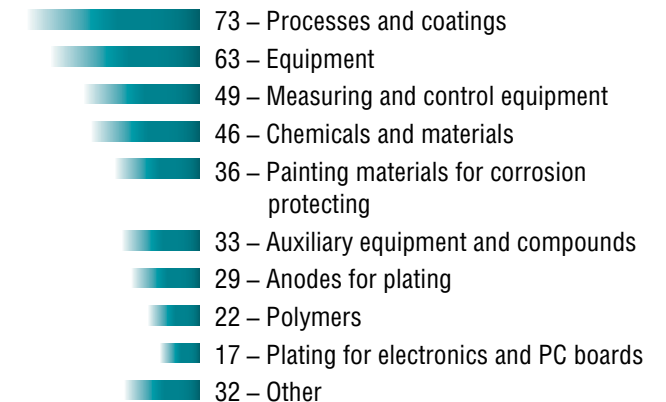 73 – Processes and coatings
63 – Equipment
49 – Measuring and control equipment
46 – Chemicals and materials
36 – Painting materials for corrosion
protecting
33 – Auxiliary equipment and compounds
29 – Anodes for plating
22 – Polymers
17 – Plating for electronics and PC boards
32 – Other